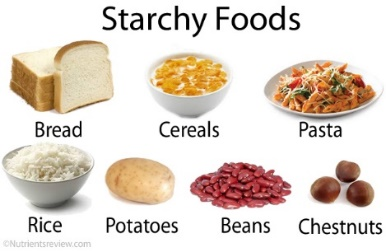 Starchy Foods
Bread
Cereals
Pasta
Rice
Potatoes
Beans
Chestnuts
©Nutrientsreview.com